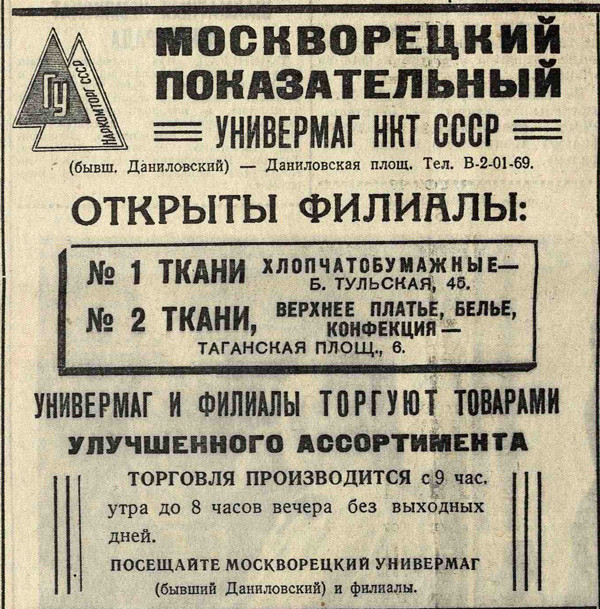 ГУ
НАРКОМТОРГ СССР
МОСКВОРЕЦКИЙ
ПОКАЗАТЕЛЬНЫЙ
УНИВЕРМАГ НКТ СССР
(бывш. Даниловский) — Даниловская площ. Тел. В-2-01-69.
ОТКРЫТЫ ФИЛИАЛЫ:
№ 1 ТКАНИ ХЛОПЧАТОБУМАЖНЫЕ—
Б. ТУЛЬСКАЯ, 46.
№ 2 ТКАНИ, ВЕРХНЕЕ ПЛАТЬЕ, БЕЛЬЕ,
КОНФЕКЦИЯ—
ТАГАНСКАЯ ПЛОЩ., 6.
УНИВЕРМАГ И ФИЛИАЛЫ ТОРГУЮТ ТОВАРАМИ
УЛУЧШЕННОГО АССОРТИМЕНТА
ТОРГОВЛЯ ПРОИЗВОДИТСЯ с 9 час.
утра до 8 часов вечера без выходных
дней.
ПОСЕЩАЙТЕ МОСКВОРЕЦКИЙ УНИВЕРМАГ
(бывший Даниловский) и филиалы.